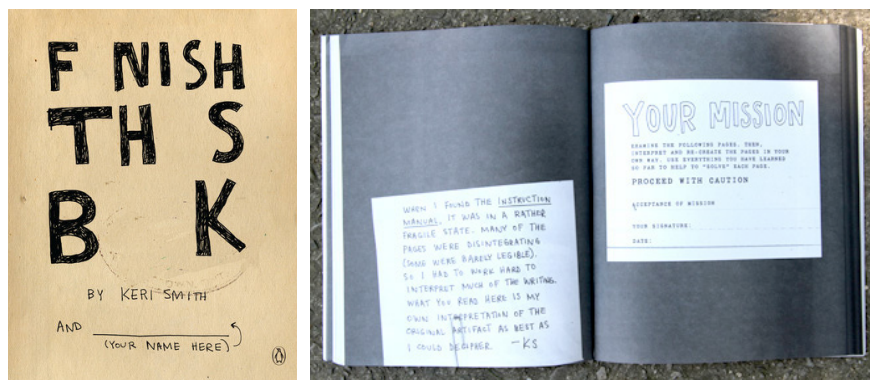 F NISH
TH S
B K
BY KERI SMITH
AND
(YOUR NAME HERE)
WHEN I FOUND THE INSTRUCTION
MANUAL, IT WAS IN A RATHER
FRAGILE STATE. MANY OF THE
PAGES WERE DISINTEGRATING
(SOME WERE BARELY LEGIBLE).
SO I HAD TO WORK HARD TO
INTERPRET MUCH OF THE WRITING.
WHAT YOU READ HERE IS MY
OWN INTERPRETATION OF THE
ORIGINAL ARTIFACT AS BEST AS
I COULD DECIPHER. —KS
YOUR MISSION
EXAMINE THE FOLLOWING PAGES. THEN,
INTERPRET AND RE-CREATE THE PAGES IN YOUR
OWN WAY. USE EVERYTHING YOU HAVE LEARNED
SO FAR TO HELP TO "SOLVE" EACH PAGE.
PROCEED WITH CAUTION
ACCEPTANCE OF MISSION
YOUR SIGNATURE:
DATE: